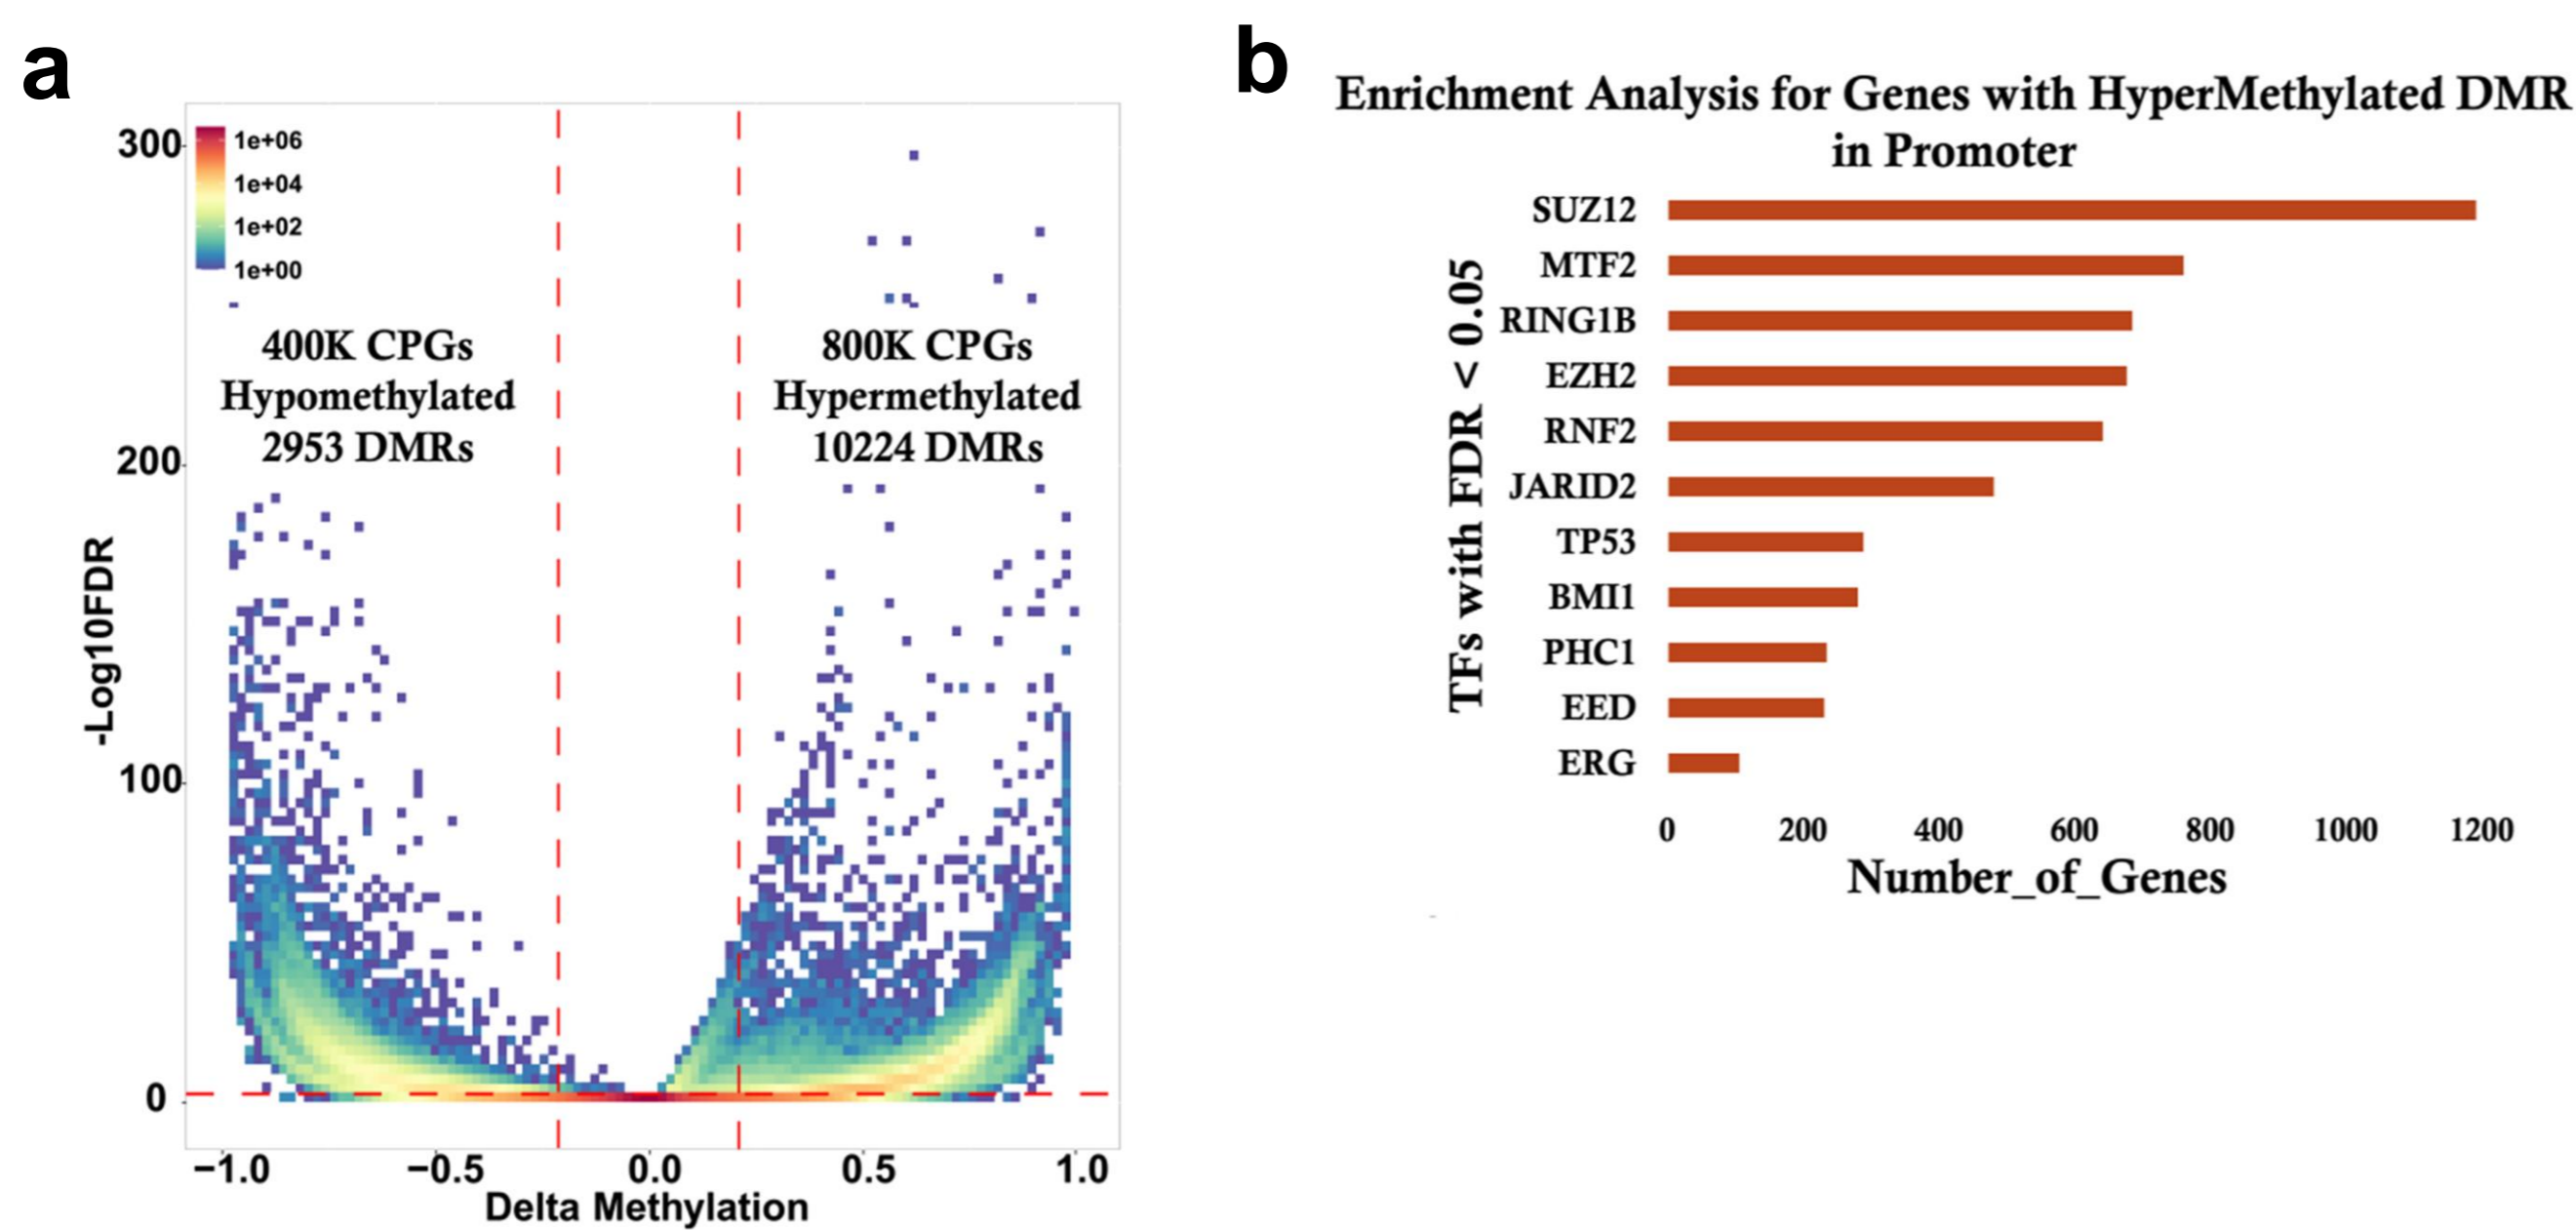 a
300
200
100
0
-Log10FDR
1e+06
1e+04
1e+02
1e+00
400K CPGs
Hypomethylated
2953 DMRs
800K CPGs
Hypermethylated
10224 DMRs
−1.0 −0.5 0.0 0.5 1.0
Delta Methylation
b
Enrichment Analysis for Genes with HyperMethylated DMR
in Promoter
TFs with FDR < 0.05
SUZ12
MTF2
RING1B
EZH2
RNF2
JARID2
TP53
BMI1
PHC1
EED
ERG
0 200 400 600 800 1000 1200
Number_of_Genes